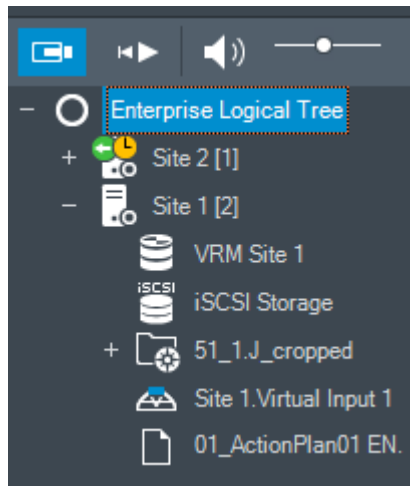 Enterprise Logical Tree
Site 2 [1]
Site 1 [2]
VRM Site 1
iSCSI
iSCSI Storage
51_1.J_cropped
Site 1.Virtual Input 1
01_ActionPlan01 EN.